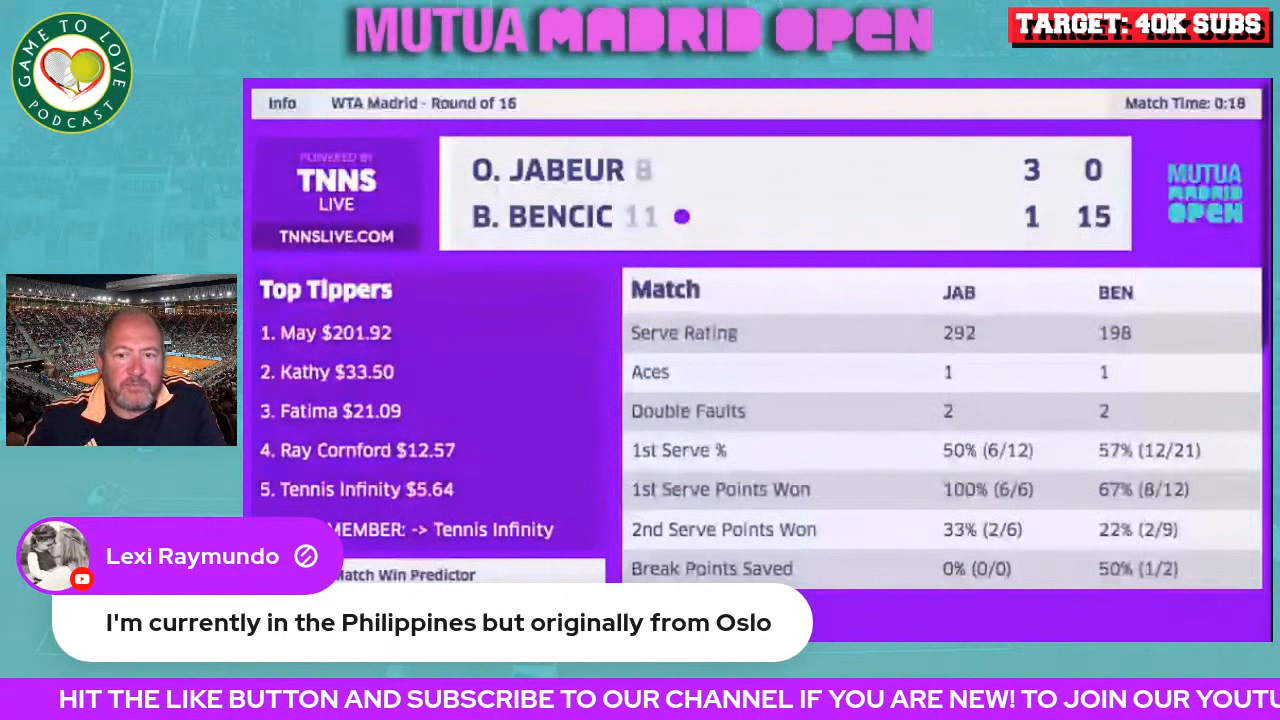 GAME TO LOVE
PODCAST
MUTUA MADRID OPEN
TARGET: 40K SUBS
Info WTA Madrid - Round of 16 Match Time: 0:18
POWERED BY
TNNS
LIVE
TNNSLIVE.COM
O. JABEUR 8 3 0
B. BENCIC 11 1 15
MUTUA
MADRID
OPEN
Top Tippers
1. May $201.92
2. Kathy $33.50
3. Fatima $21.09
4. Ray Cornford $12.57
5. Tennis Infinity $5.64
MEMBER: -> Tennis Infinity
Match Win Predictor
Match JAB BEN
Serve Rating 292 198
Aces 1 1
Double Faults 2 2
1st Serve % 50% (6/12) 57% (12/21)
1st Serve Points Won 100% (6/6) 67% (8/12)
2nd Serve Points Won 33% (2/6) 22% (2/9)
Break Points Saved 0% (0/0) 50% (1/2)
Lexi Raymundo
I'm currently in the Philippines but originally from Oslo
HIT THE LIKE BUTTON AND SUBSCRIBE TO OUR CHANNEL IF YOU ARE NEW! TO JOIN OUR YOUTU